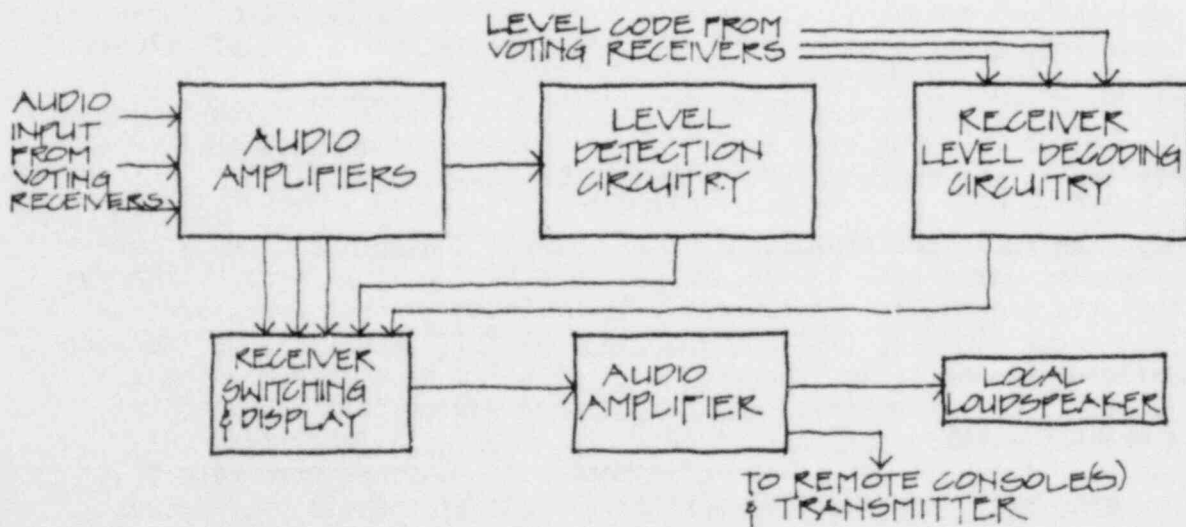 LEVEL CODE FROM
VOTING RECEIVERS
AUDIO
INPUT
FROM
VOTING
RECEIVERS
AUDIO
AMPLIFIERS
LEVEL
DETECTION
CIRCUITRY
RECEIVER
LEVEL DECODING
CIRCUITRY
RECEIVER
SWITCHING
& DISPLAY
AUDIO
AMPLIFIER
LOCAL
LOUDSPEAKER
TO REMOTE CONSOLE(S)
& TRANSMITTER